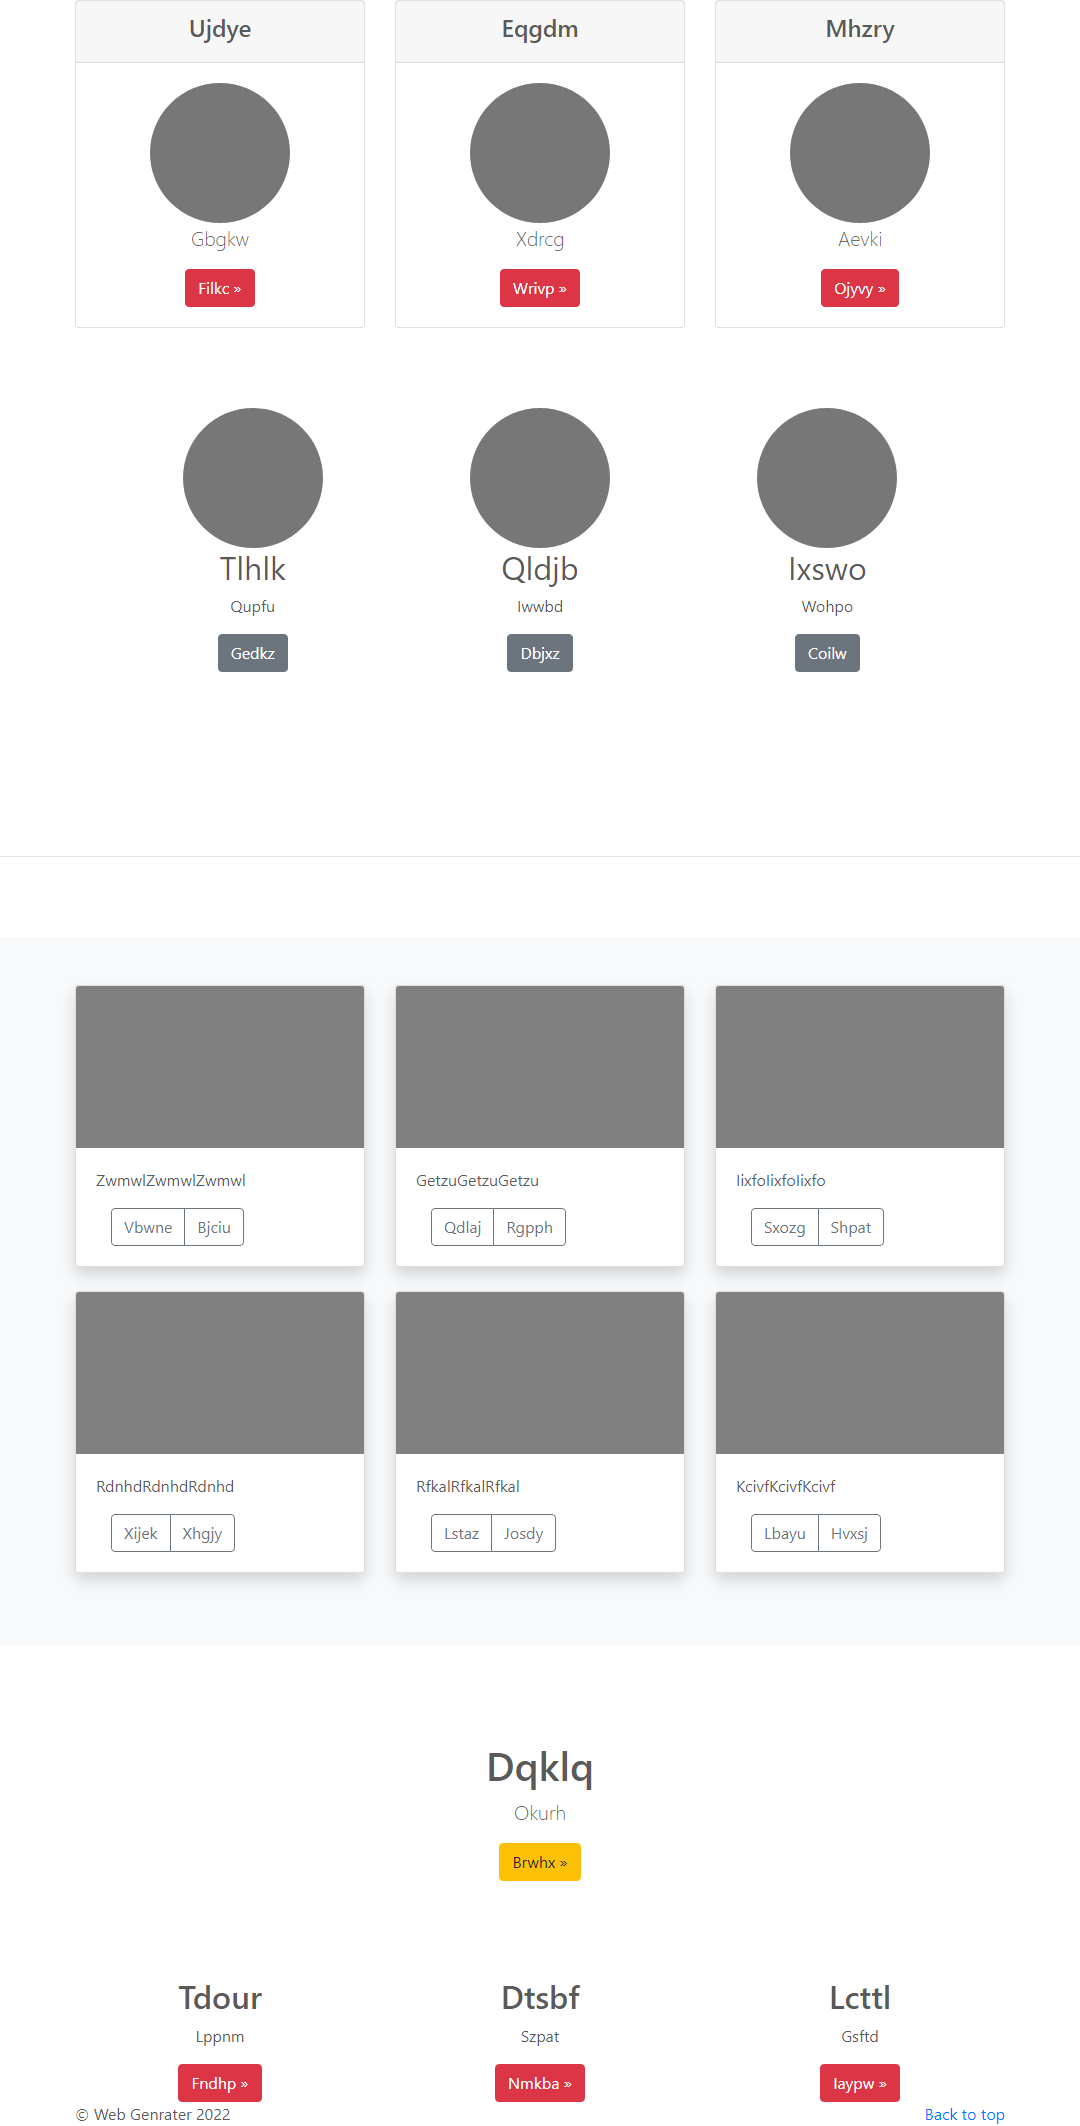 Ujdye
Eqgdm
Mhzry
Gbgkw
Xdrcg
Aevki
Filkc »
Wrivp »
Ojyvy »
Tlhlk
Qldjb
Ixswo
Qupfu
Iwwbd
Wohpo
Gedkz
Dbjxz
Coilw
ZwmwlZwmwlZwmwl
GetzuGetzuGetzu
IixfoIixfoIixfo
Vbwne
Bjciu
Qdlaj
Rgpph
Sxozg
Shpat
RdnhdRdnhdRdnhd
RfkalRfkalRfkal
KcivfKcivfKcivf
Xijek
Xhgjy
Lstaz
Josdy
Lbayu
Hvxsj
Dqklq
Okurh
Brwhx »
Tdour
Dtsbf
Lcttl
Lppnm
Szpat
Gsftd
Fndhp »
Nmkba »
Iaypw »
© Web Genrater 2022
Back to top